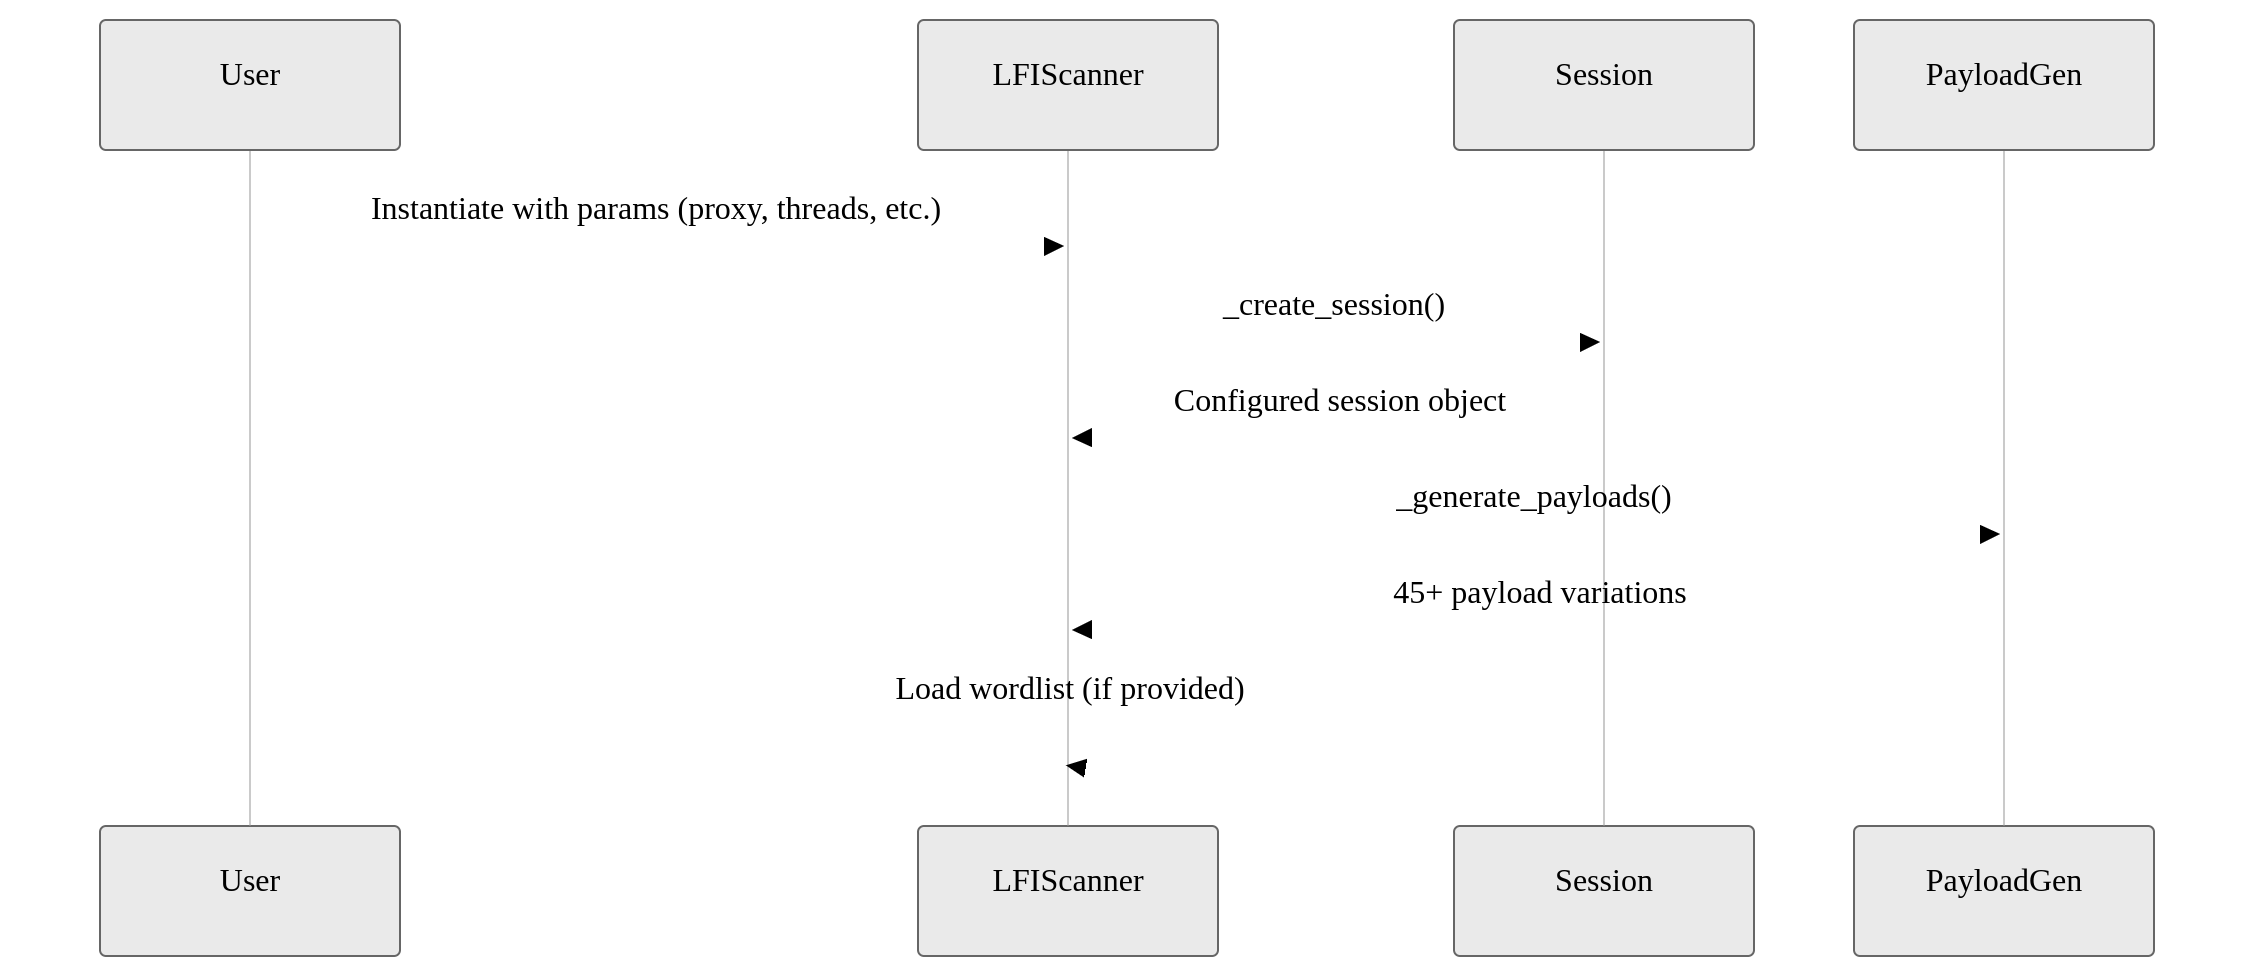 User
LFIScanner
Session
PayloadGen
Instantiate with params (proxy, threads, etc.)
_create_session()
Configured session object
_generate_payloads()
45+ payload variations
Load wordlist (if provided)
User
LFIScanner
Session
PayloadGen